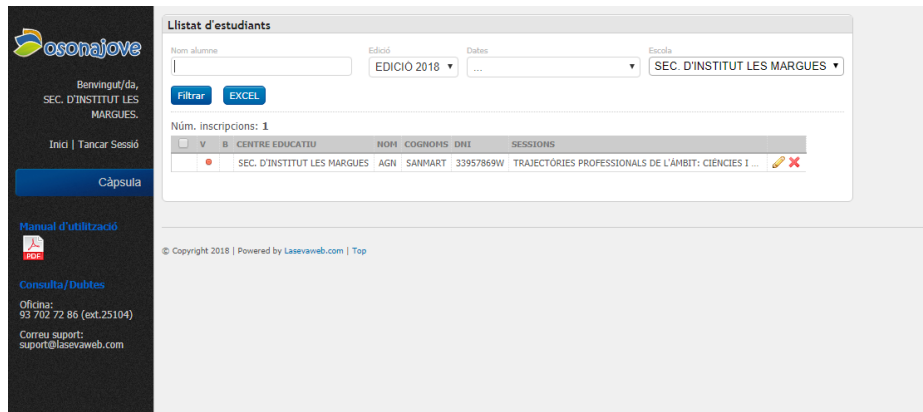 osonajove
Benvingut/da,
SEC. D'INSTITUT LES
MARGUES.
Inici | Tancar Sessió
Càpsula
Manual d'utilització
PDF
Consulta/Dubtes
Oficina:
93 702 72 86 (ext.25104)
Correu suport:
suport@lasevaweb.com
Llistat d'estudiants
Nom alumne Edició Dates Escola
EDICIÓ 2018 ... SEC. D'INSTITUT LES MARGUES
Filtrar EXCEL
Núm. inscripcions: 1
V B CENTRE EDUCATIU NOM COGNOMS DNI SESSIONS
SEC. D'INSTITUT LES MARGUES AGN SANMART 33957869W TRAJECTÒRIES PROFESSIONALS DE L'ÀMBIT: CIÈNCIES I ...
© Copyright 2018 | Powered by Lasevaweb.com | Top